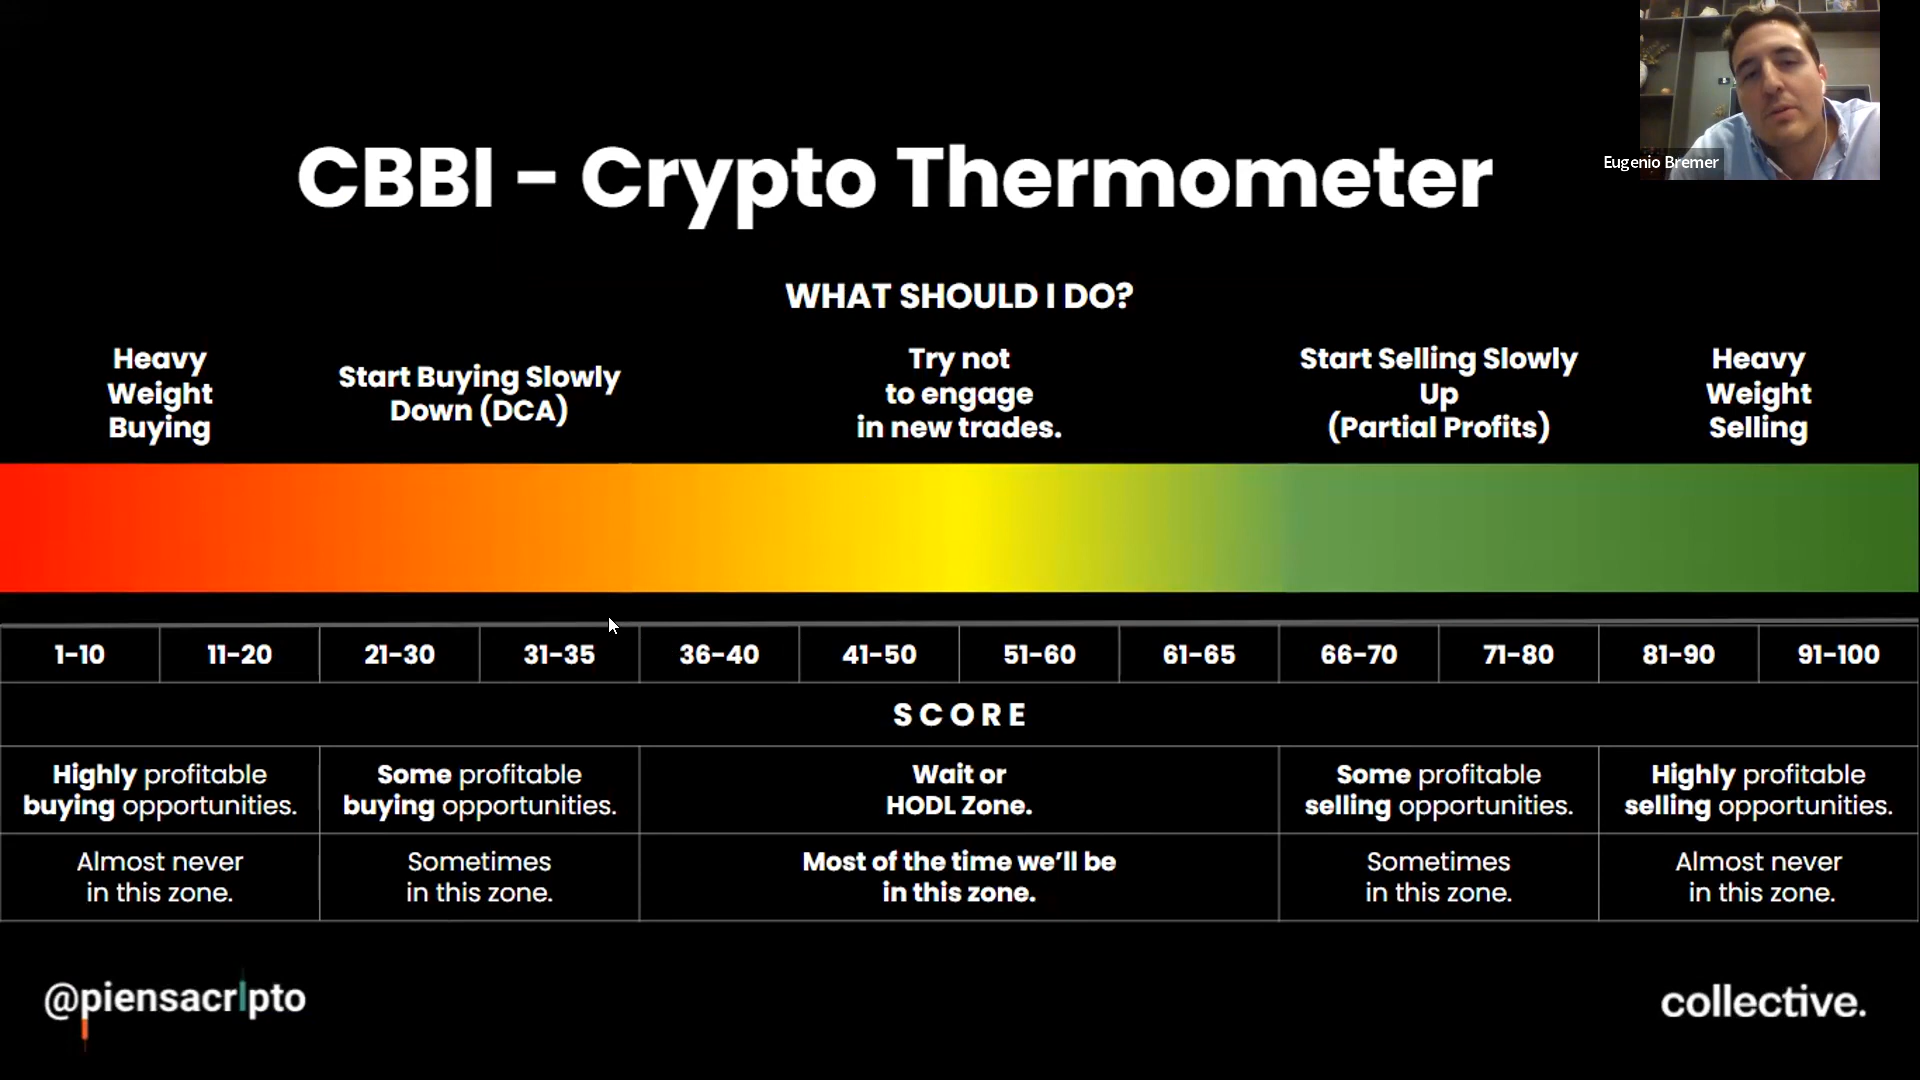 Eugenio Bremer
CBBI - Crypto Thermometer
WHAT SHOULD I DO?
Heavy
Weight
Buying
Start Buying Slowly
Down (DCA)
Try not
to engage
in new trades.
Start Selling Slowly
Up
(Partial Profits)
Heavy
Weight
Selling
1-10 11-20 21-30 31-35 36-40 41-50 51-60 61-65 66-70 71-80 81-90 91-100
SCORE
Highly profitable
buying opportunities.
Some profitable
buying opportunities.
Wait or
HODL Zone.
Some profitable
selling opportunities.
Highly profitable
selling opportunities.
Almost never
in this zone.
Sometimes
in this zone.
Most of the time we’ll be
in this zone.
Sometimes
in this zone.
Almost never
in this zone.
@piensacripto
collective.